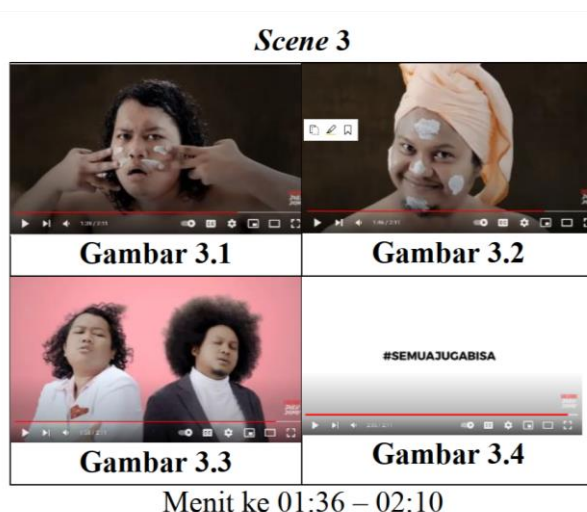 Scene 3
Gambar 3.1
Gambar 3.2
Gambar 3.3
#SEMUAJUGABISA
Gambar 3.4
Menit ke 01:36 – 02:10